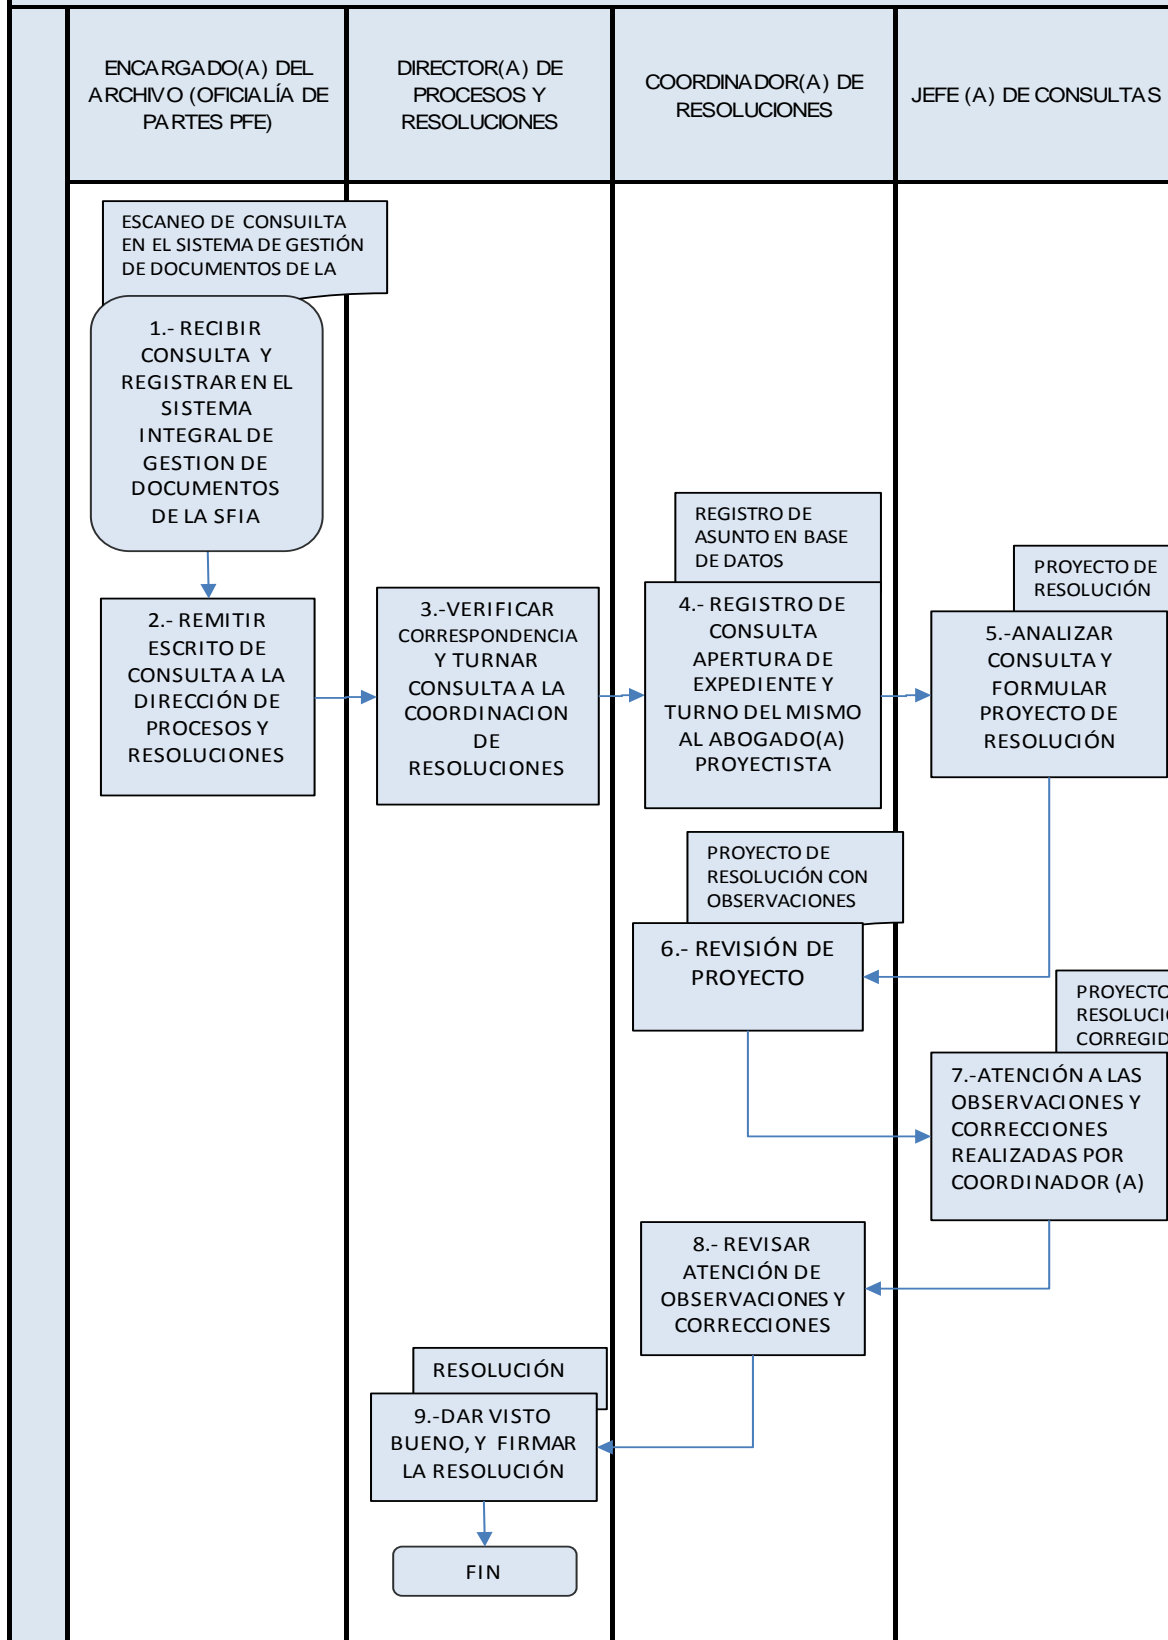 ENCARGADO(A) DEL
ARCHIVO (OFICIALÍA DE
PARTES PFE)
DIRECTOR(A) DE
PROCESOS Y
RESOLUCIONES
COORDINADOR(A) DE
RESOLUCIONES
JEFE (A) DE CONSULTAS
ESCANEO DE CONSUILTA
EN EL SISTEMA DE GESTIÓN
DE DOCUMENTOS DE LA
1.- RECIBIR
CONSULTA Y
REGISTRAR EN EL
SISTEMA
INTEGRAL DE
GESTION DE
DOCUMENTOS
DE LA SFIA
2.- REMITIR
ESCRITO DE
CONSULTA A LA
DIRECCIÓN DE
PROCESOS Y
RESOLUCIONES
3.-VERIFICAR
CORRESPONDENCIA
Y TURNAR
CONSULTA A LA
COORDINACION
DE
RESOLUCIONES
REGISTRO DE
ASUNTO EN BASE
DE DATOS
4.- REGISTRO DE
CONSULTA
APERTURA DE
EXPEDIENTE Y
TURNO DEL MISMO
AL ABOGADO(A)
PROYECTISTA
PROYECTO DE
RESOLUCIÓN
5.-ANALIZAR
CONSULTA Y
FORMULAR
PROYECTO DE
RESOLUCIÓN
PROYECTO DE
RESOLUCIÓN CON
OBSERVACIONES
6.- REVISIÓN DE
PROYECTO
PROYECTO
RESOLUCI
CORREGID
7.-ATENCIÓN A LAS
OBSERVACIONES Y
CORRECCIONES
REALIZADAS POR
COORDINADOR (A)
8.- REVISAR
ATENCIÓN DE
OBSERVACIONES Y
CORRECCIONES
RESOLUCIÓN
9.-DAR VISTO
BUENO, Y FIRMAR
LA RESOLUCIÓN
FIN